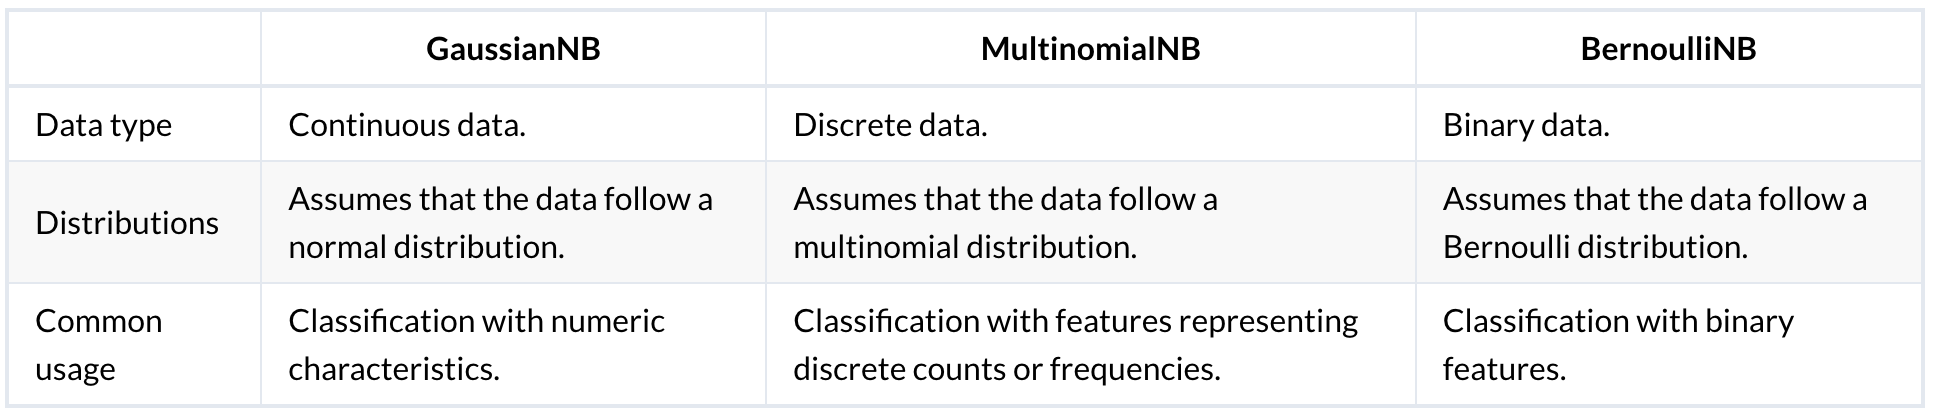 GaussianNB MultinomialNB BernoulliNB
Data type Continuous data. Discrete data. Binary data.
Distributions
Assumes that the data follow a
normal distribution.
Assumes that the data follow a
multinomial distribution.
Assumes that the data follow a
Bernoulli distribution.
Common
usage
Classification with numeric
characteristics.
Classification with features representing
discrete counts or frequencies.
Classification with binary
features.